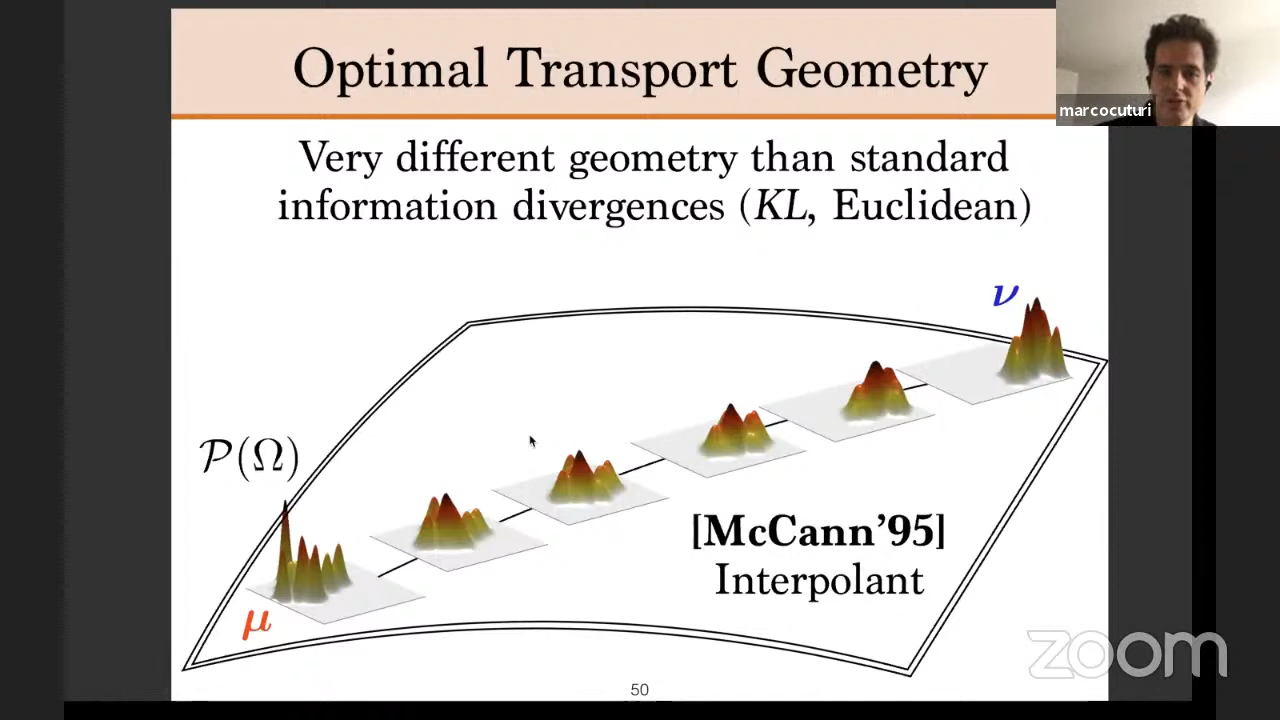 Optimal Transport Geometry
marcocuturi
Very different geometry than standard
information divergences (KL, Euclidean)
ν
𝒫(Ω)
[McCann'95]
Interpolant
μ
zoom
50